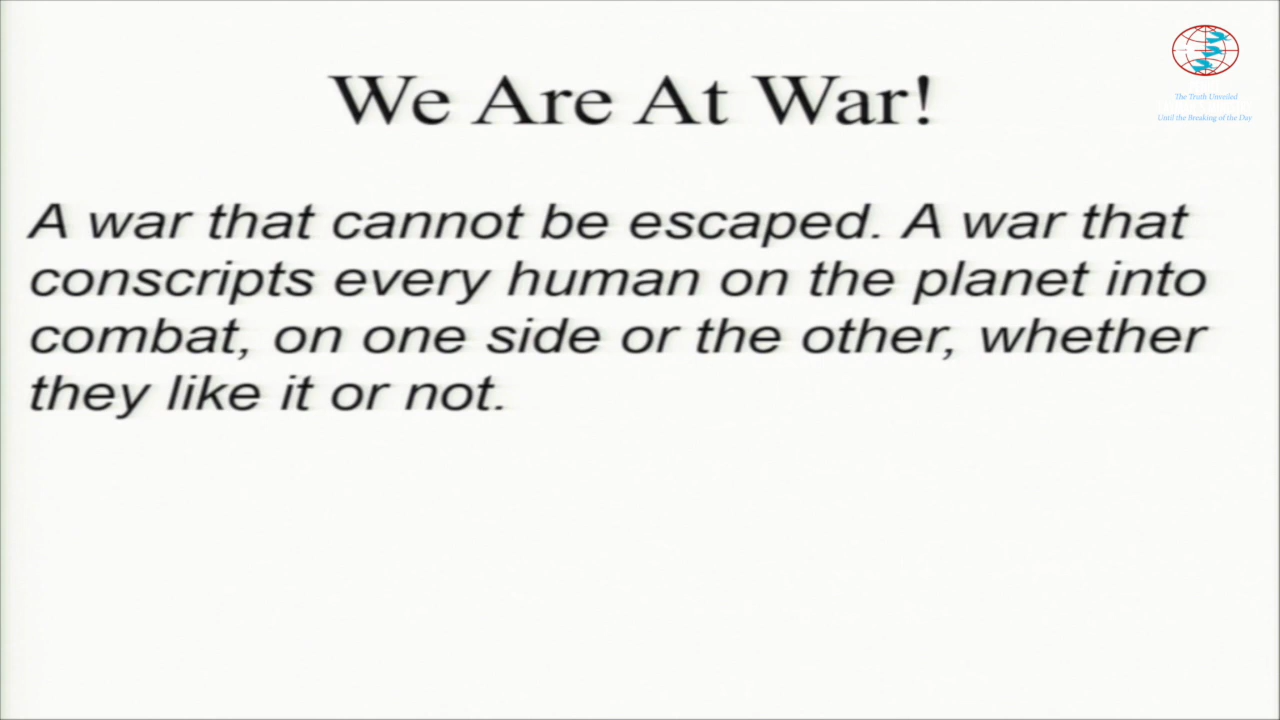 The Truth Unveiled
Until the Breaking of the Day
We Are At War!
A war that cannot be escaped. A war that
conscripts every human on the planet into
combat, on one side or the other, whether
they like it or not.